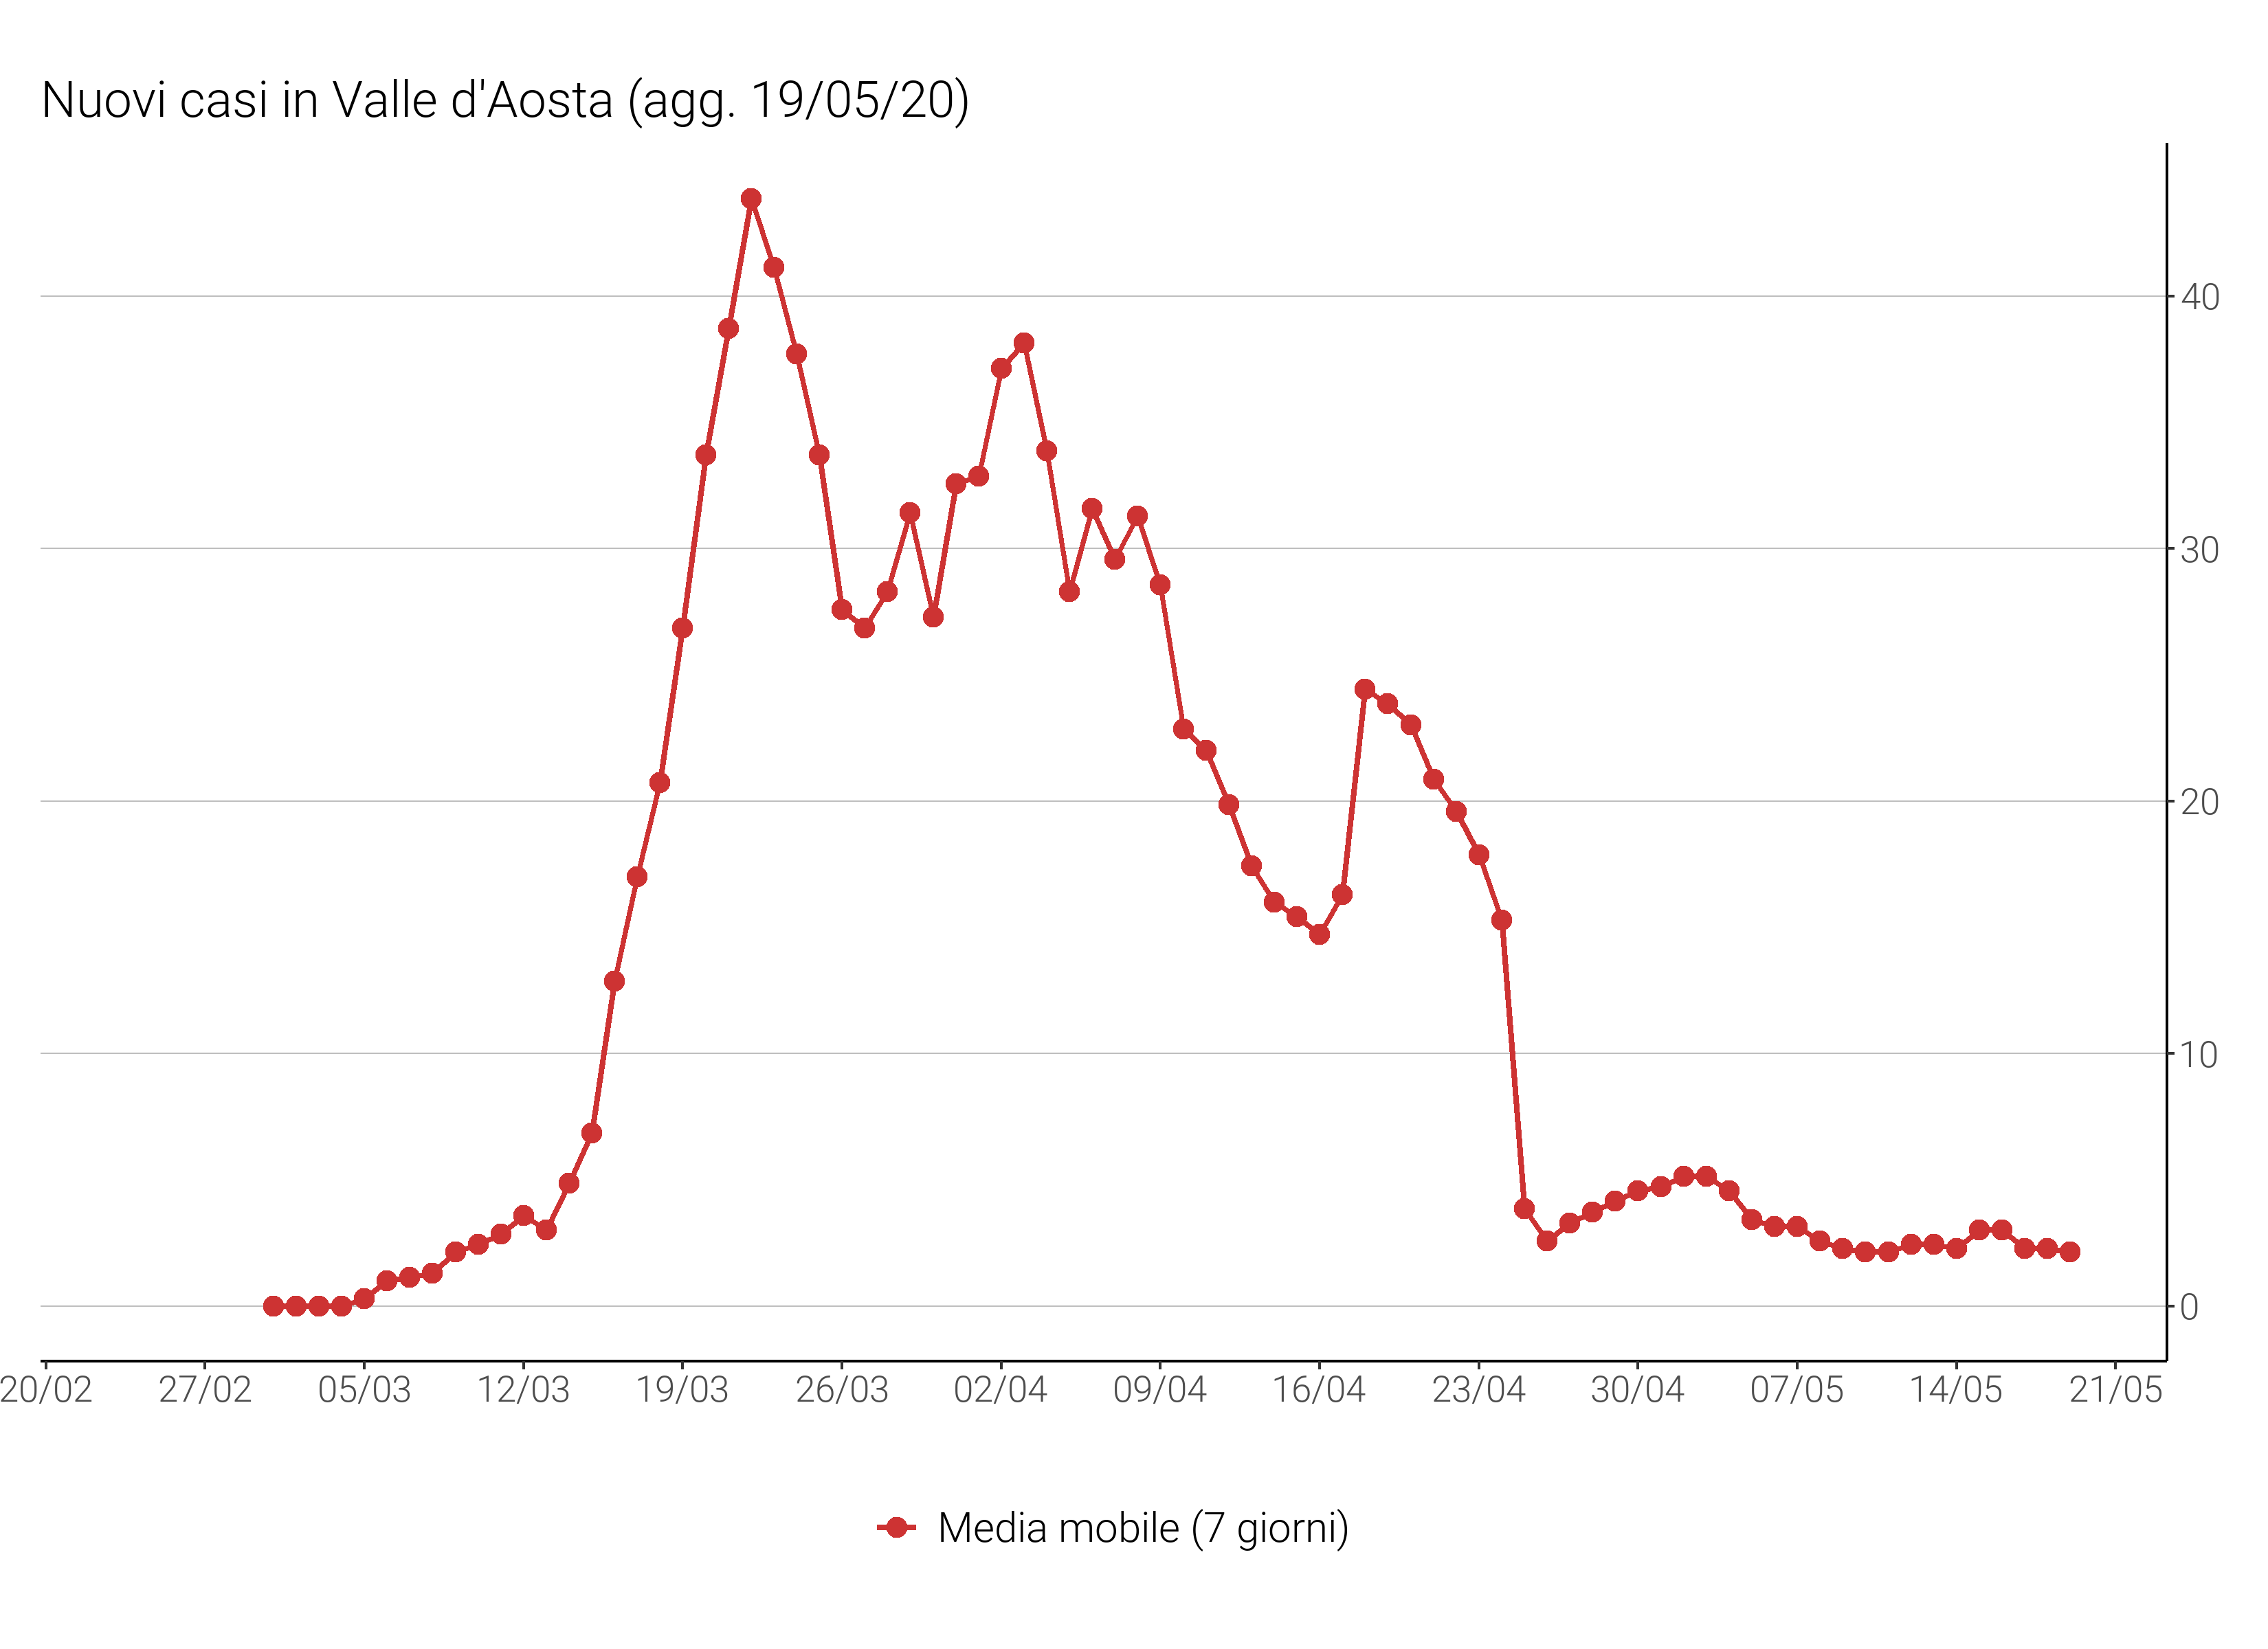 Nuovi casi in Valle d'Aosta (agg. 19/05/20)
40
30
20
10
0
20/02 27/02 05/03 12/03 19/03 26/03 02/04 09/04 16/04 23/04 30/04 07/05 14/05 21/05
Media mobile (7 giorni)